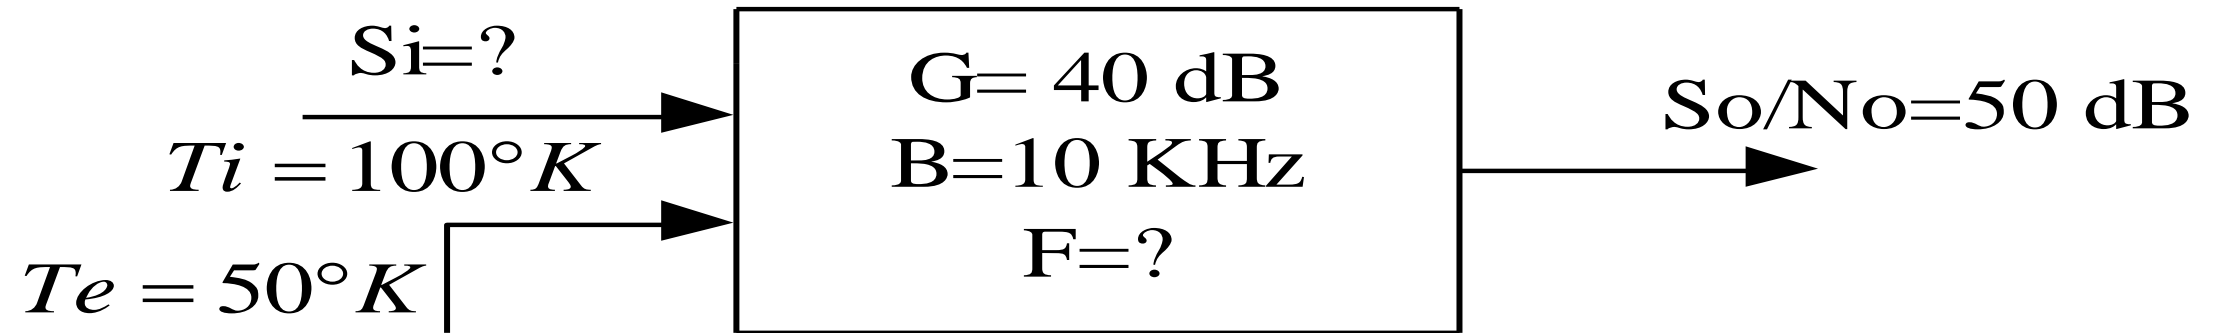 Si=?
Ti = 100°K
Te = 50°K
G= 40 dB
B=10 KHz
F=?
So/No=50 dB